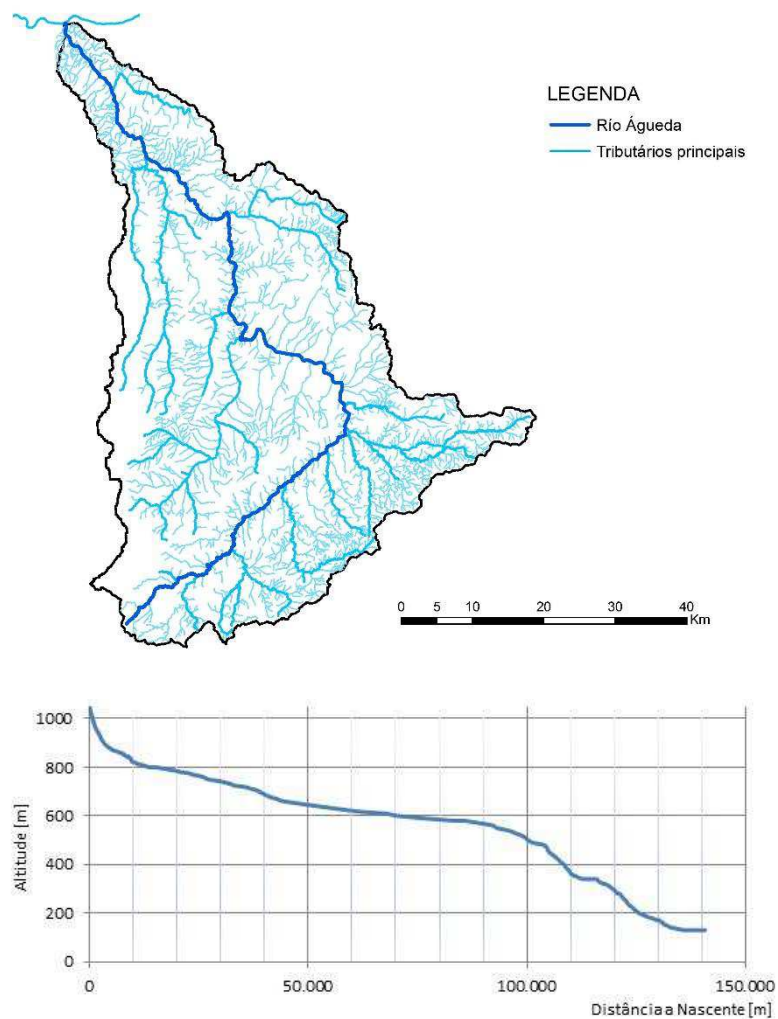 LEGENDA
Río Águeda
Tributários principais
0 5 10 20 30 40
Km
1000
800
600
400
200
0
Altitude [m]
0 50.000 100.000 150.000
Distância a Nascente [m]